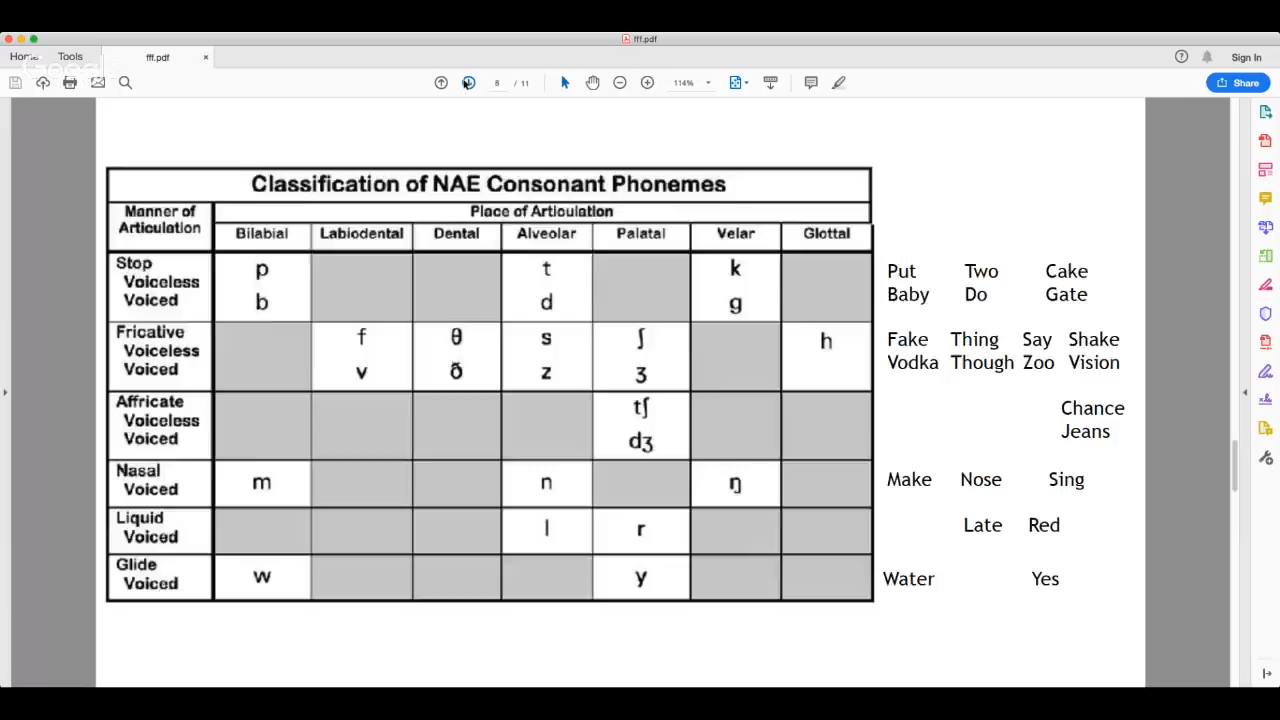 fff.pdf
Home Tools fff.pdf × Sign In
8 / 11 114% Share
Classification of NAE Consonant Phonemes
Manner of Articulation
Place of Articulation
Bilabial Labiodental Dental Alveolar Palatal Velar Glottal
Stop
Voiceless p t k Put Two Cake
Voiced b d g Baby Do Gate
Fricative
Voiceless f θ s ʃ h Fake Thing Say Shake
Voiced v ð z ʒ Vodka Though Zoo Vision
Affricate
Voiceless tʃ Chance
Voiced dʒ Jeans
Nasal
Voiced m n ŋ Make Nose Sing
Liquid
Voiced l r Late Red
Glide
Voiced w y Water Yes